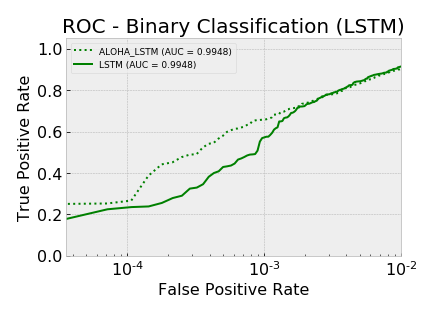 ROC - Binary Classification (LSTM)
ALOHA_LSTM (AUC = 0.9948)
LSTM (AUC = 0.9948)
True Positive Rate
1.0
0.8
0.6
0.4
0.2
0.0
10^-4
10^-3
10^-2
False Positive Rate